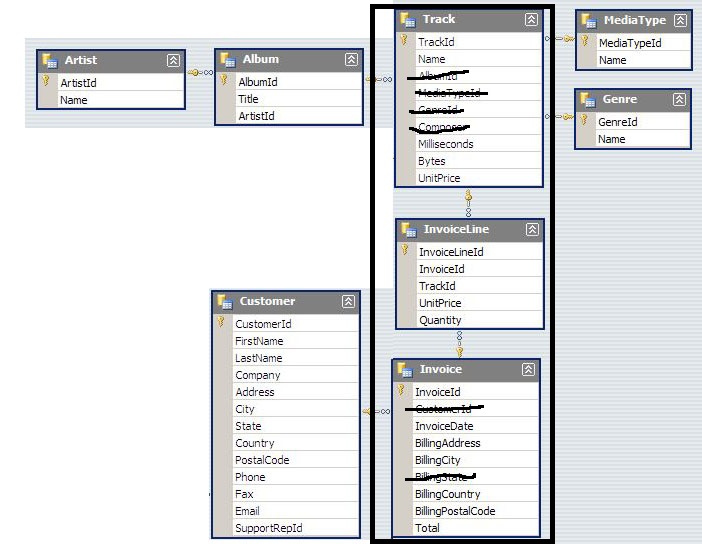 Track
TrackId
Name
AlbumId
MediaTypeId
GenreId
Composer
Milliseconds
Bytes
UnitPrice
MediaType
MediaTypeId
Name
Artist
ArtistId
Name
Album
AlbumId
Title
ArtistId
Genre
GenreId
Name
InvoiceLine
InvoiceLineId
InvoiceId
TrackId
UnitPrice
Quantity
Customer
CustomerId
FirstName
LastName
Company
Address
City
State
Country
PostalCode
Phone
Fax
Email
SupportRepId
Invoice
InvoiceId
CustomerId
InvoiceDate
BillingAddress
BillingCity
BillingState
BillingCountry
BillingPostalCode
Total